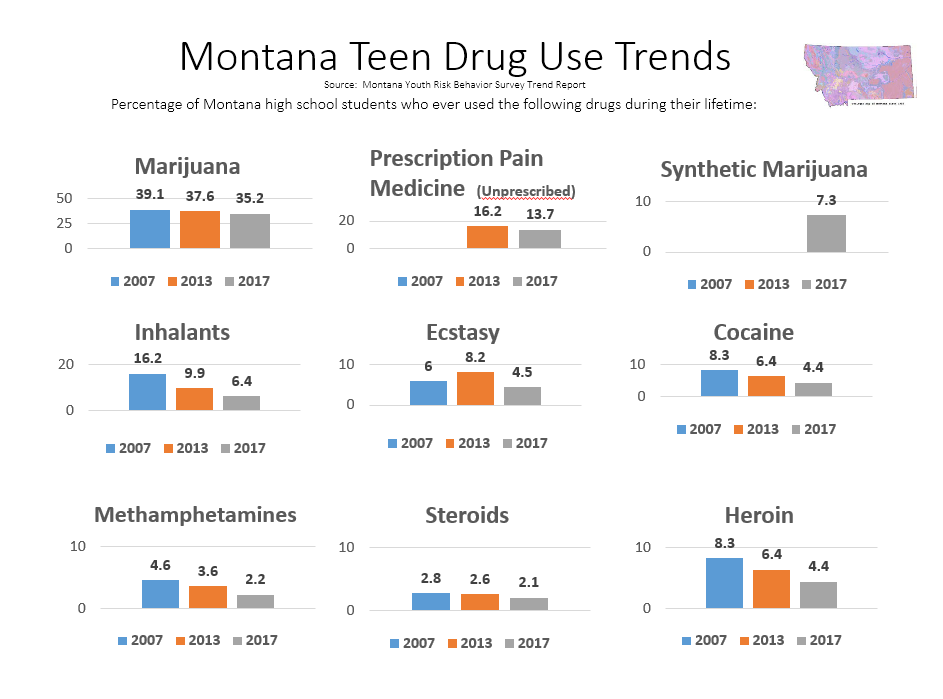 Montana Teen Drug Use Trends
Source: Montana Youth Risk Behavior Survey Trend Report
Percentage of Montana high school students who ever used the following drugs during their lifetime:
Marijuana
50
25
0
39.1 37.6 35.2
2007 2013 2017
Prescription Pain
Medicine (Unprescribed)
20
0
16.2 13.7
2007 2013 2017
Synthetic Marijuana
10
0
7.3
2007 2013 2017
Inhalants
20
0
16.2 9.9 6.4
2007 2013 2017
Ecstasy
10
0
6 8.2 4.5
2007 2013 2017
Cocaine
10
0
8.3 6.4 4.4
2007 2013 2017
Methamphetamines
10
0
4.6 3.6 2.2
2007 2013 2017
Steroids
10
0
2.8 2.6 2.1
2007 2013 2017
Heroin
10
0
8.3 6.4 4.4
2007 2013 2017